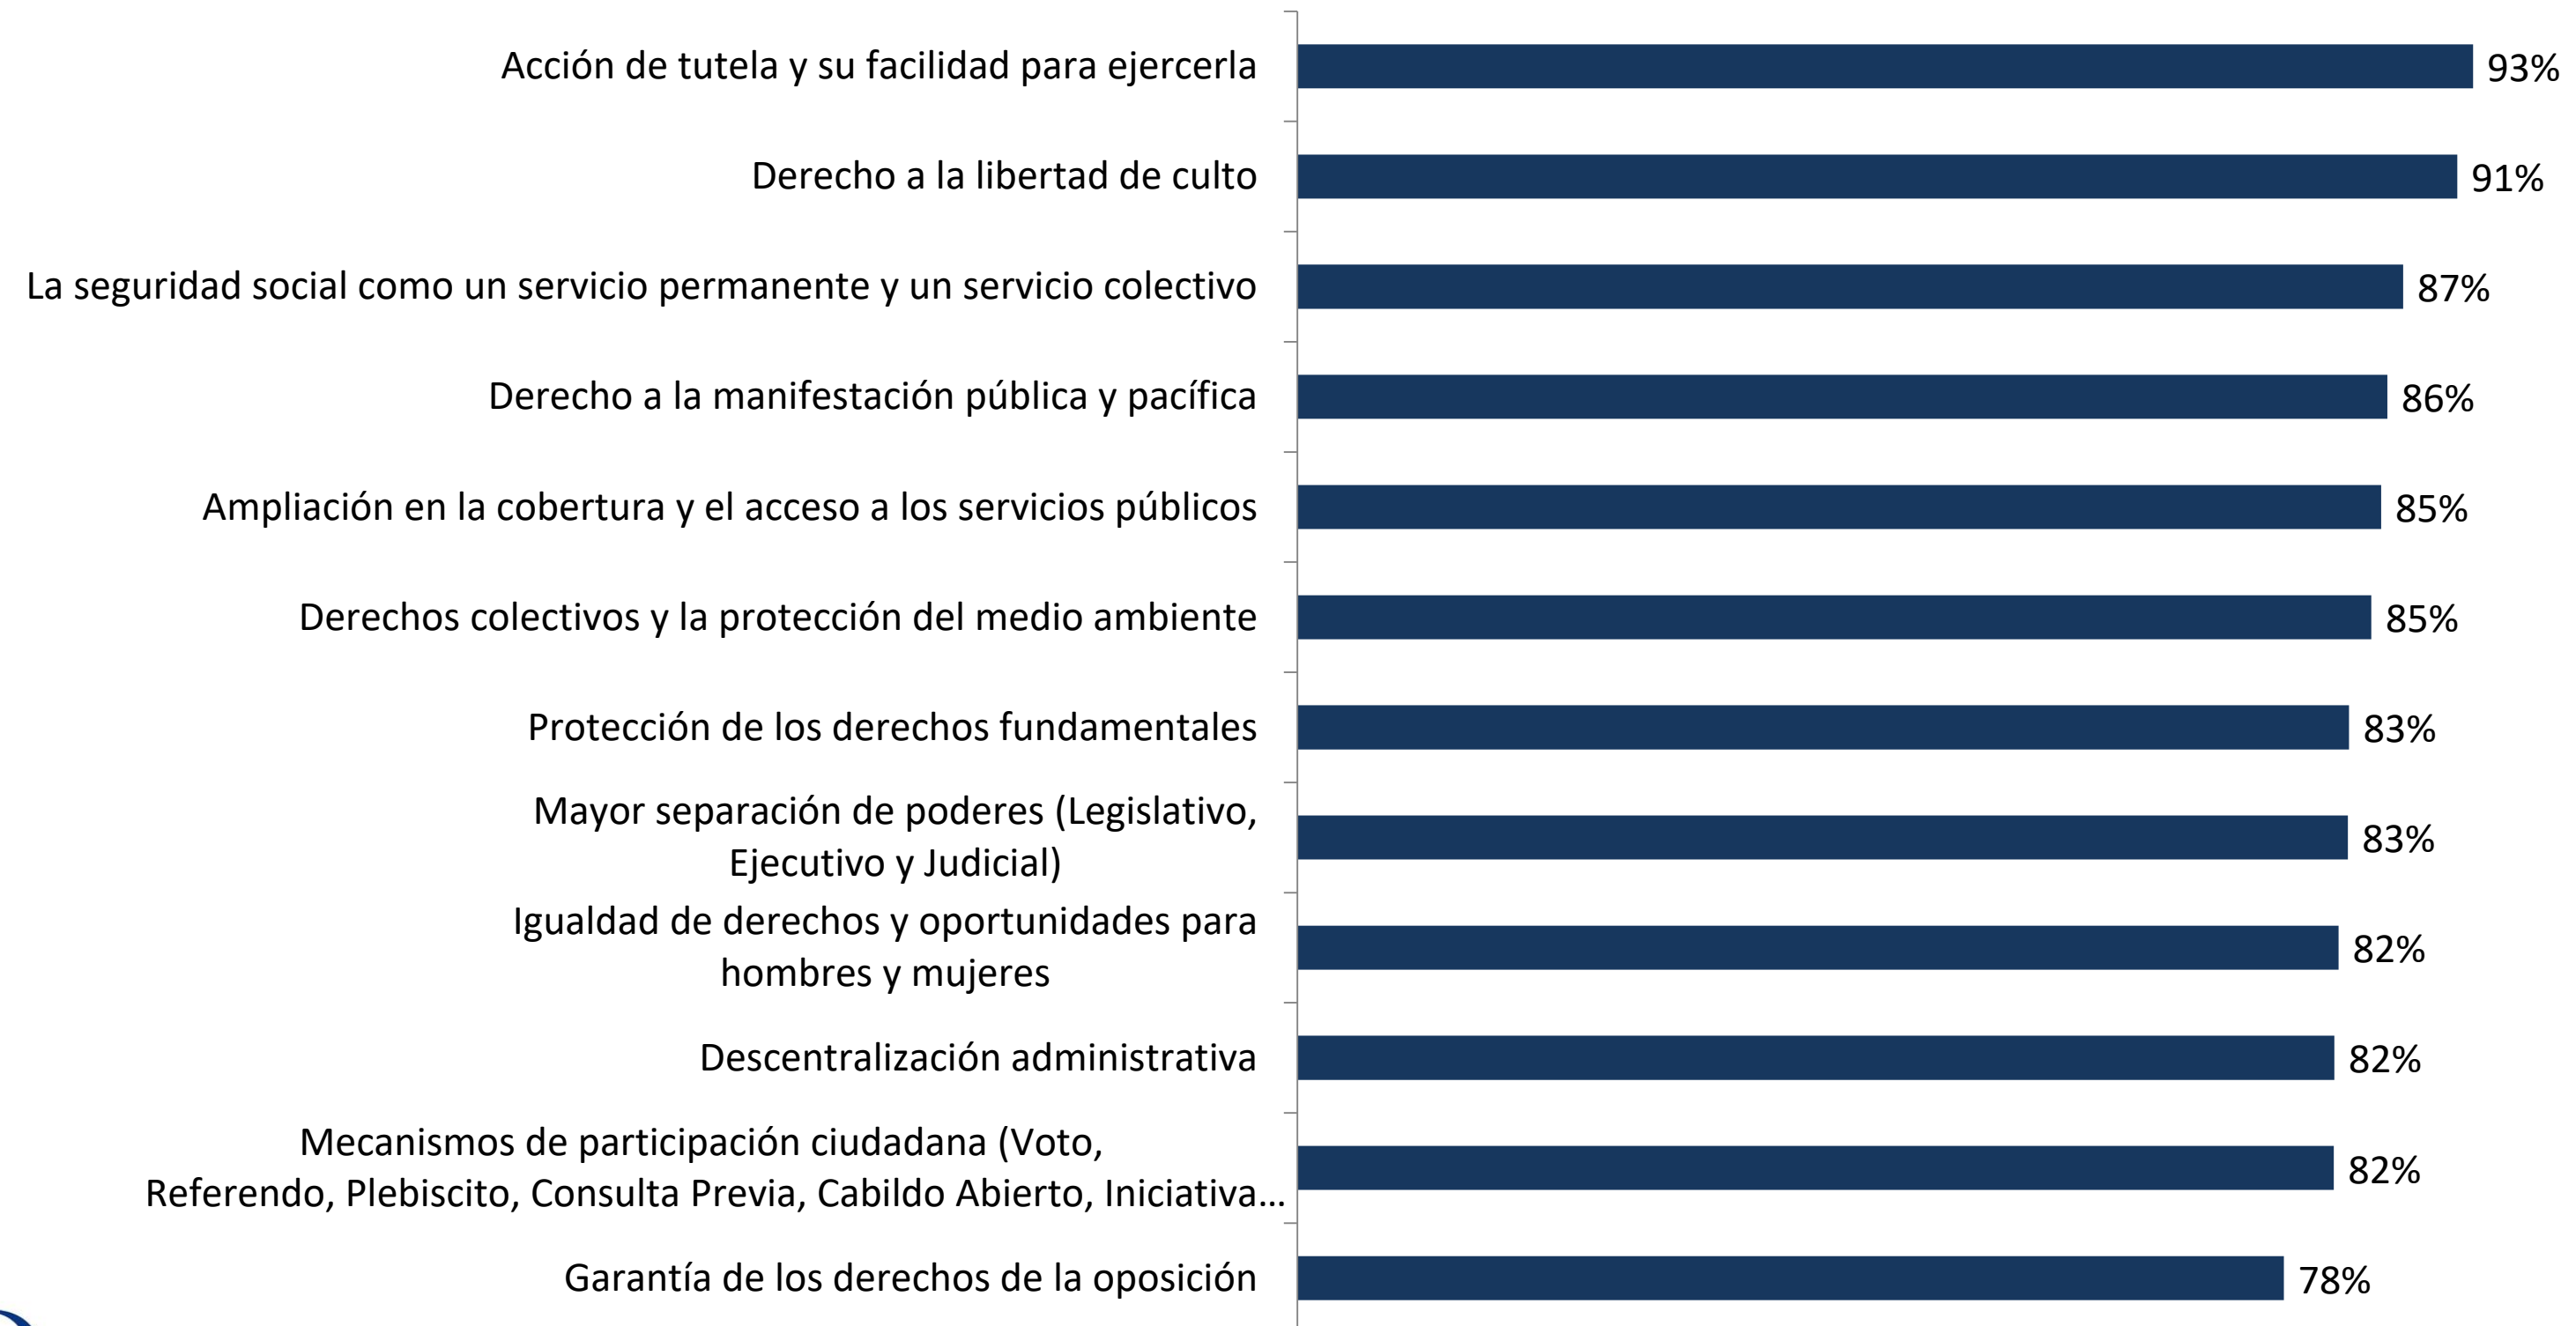 Acción de tutela y su facilidad para ejercerla
93%
Derecho a la libertad de culto
91%
La seguridad social como un servicio permanente y un servicio colectivo
87%
Derecho a la manifestación pública y pacífica
86%
Ampliación en la cobertura y el acceso a los servicios públicos
85%
Derechos colectivos y la protección del medio ambiente
85%
Protección de los derechos fundamentales
83%
Mayor separación de poderes (Legislativo,
Ejecutivo y Judicial)
83%
Igualdad de derechos y oportunidades para
hombres y mujeres
82%
Descentralización administrativa
82%
Mecanismos de participación ciudadana (Voto,
Referendo, Plebiscito, Consulta Previa, Cabildo Abierto, Iniciativa…
82%
Garantía de los derechos de la oposición
78%